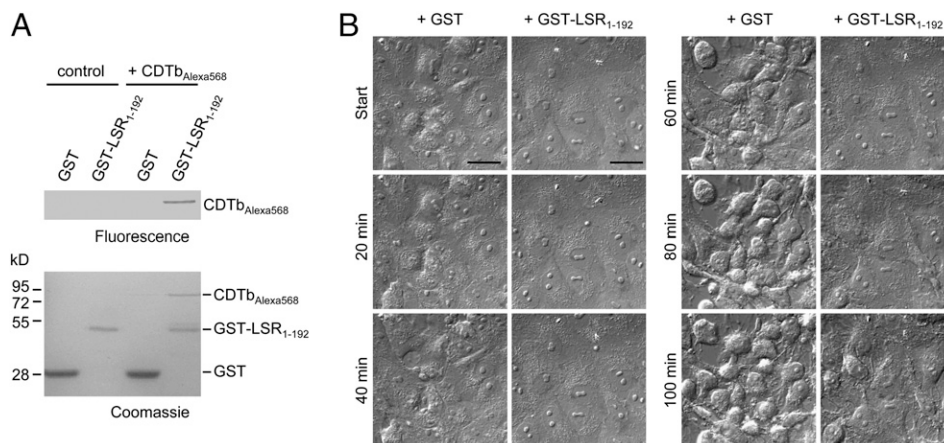 A
control + CDTbAlexa568
GST GST-LSR1-192 GST GST-LSR1-192
CDTbAlexa568
Fluorescence
kD
95
72
55
28
CDTbAlexa568
GST-LSR1-192
GST
Coomassie
B
+ GST + GST-LSR1-192 + GST + GST-LSR1-192
Start
20 min
40 min
60 min
80 min
100 min